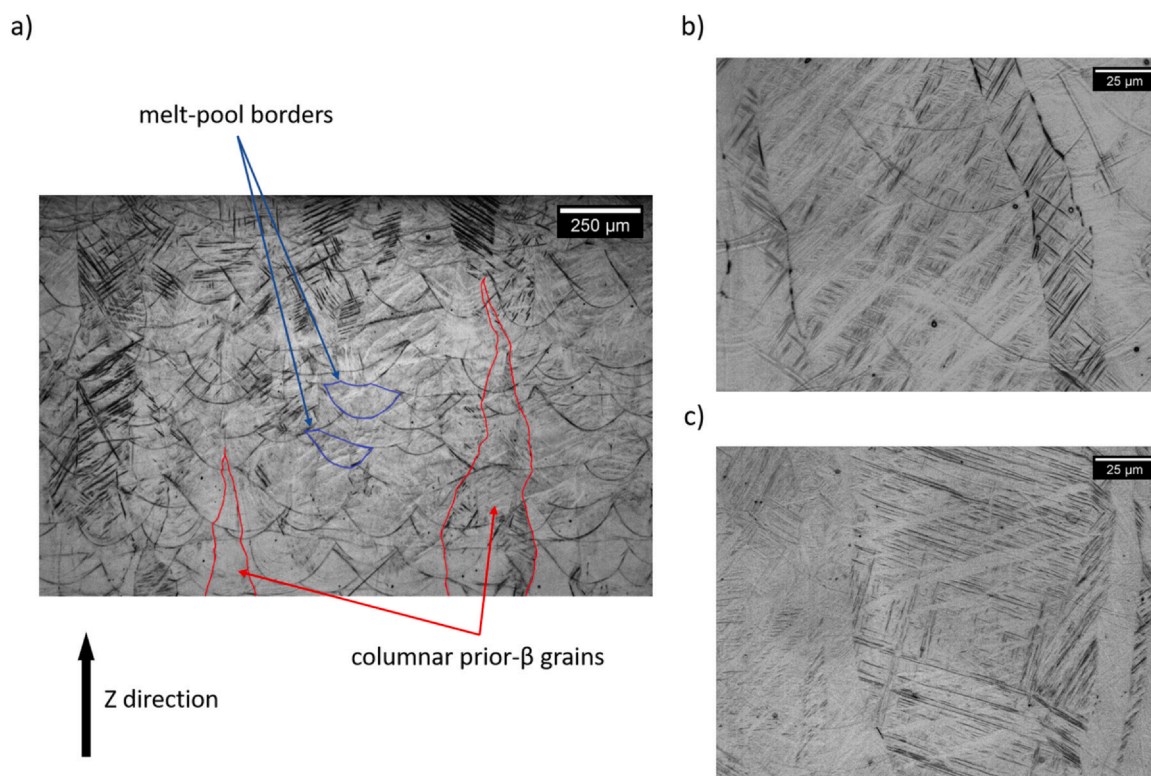 a)
melt-pool borders
250 µm
columnar prior-β grains
Z direction
b)
25 µm
c)
25 µm